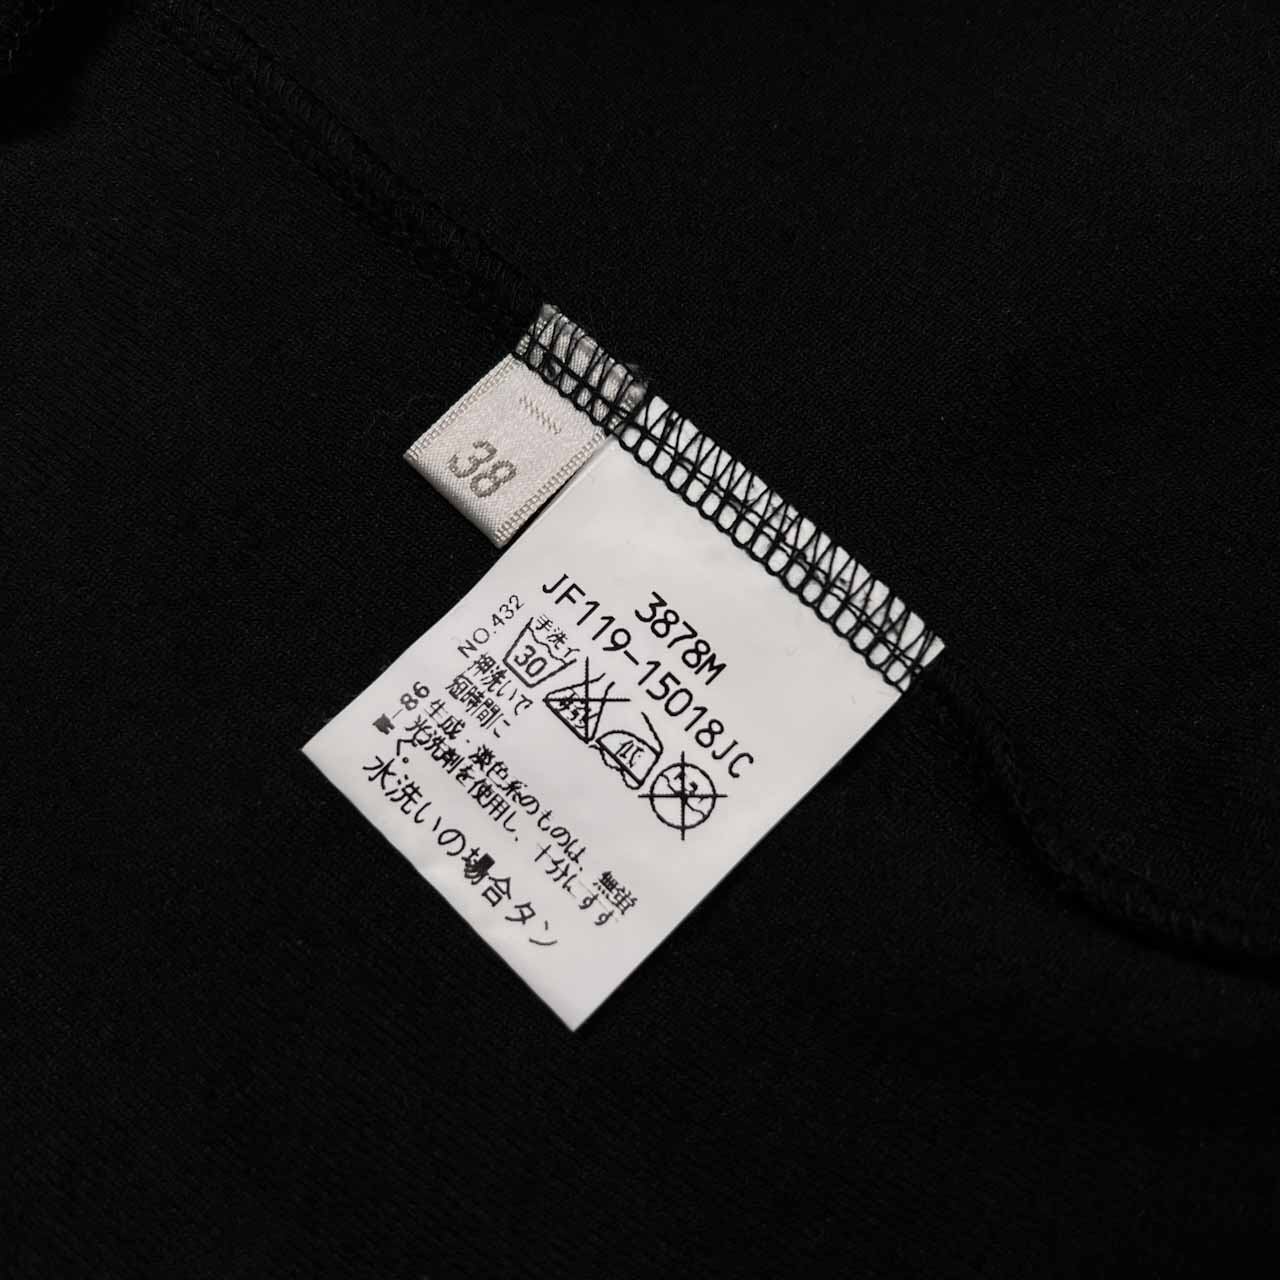 38
3878M
JF119-15018JC
NO.432
手洗イ
30
押洗いで
短時間に
生成・淡色系のものは、無蛍
光洗剤を使用し、十分にすす
水洗いの場合タン